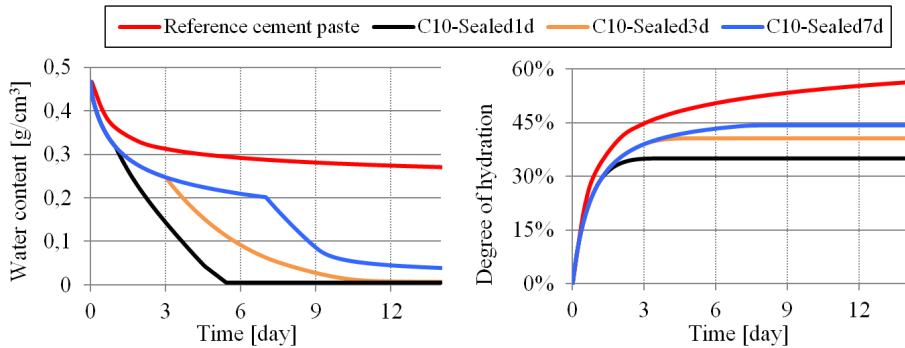 Reference cement paste C10-Sealed1d C10-Sealed3d C10-Sealed7d
Water content [g/cm³]
0.5
0.4
0.3
0.2
0.1
0
0 3 6 9 12
Time [day]
Degree of hydration
60%
45%
30%
15%
0%
0 3 6 9 12
Time [day]